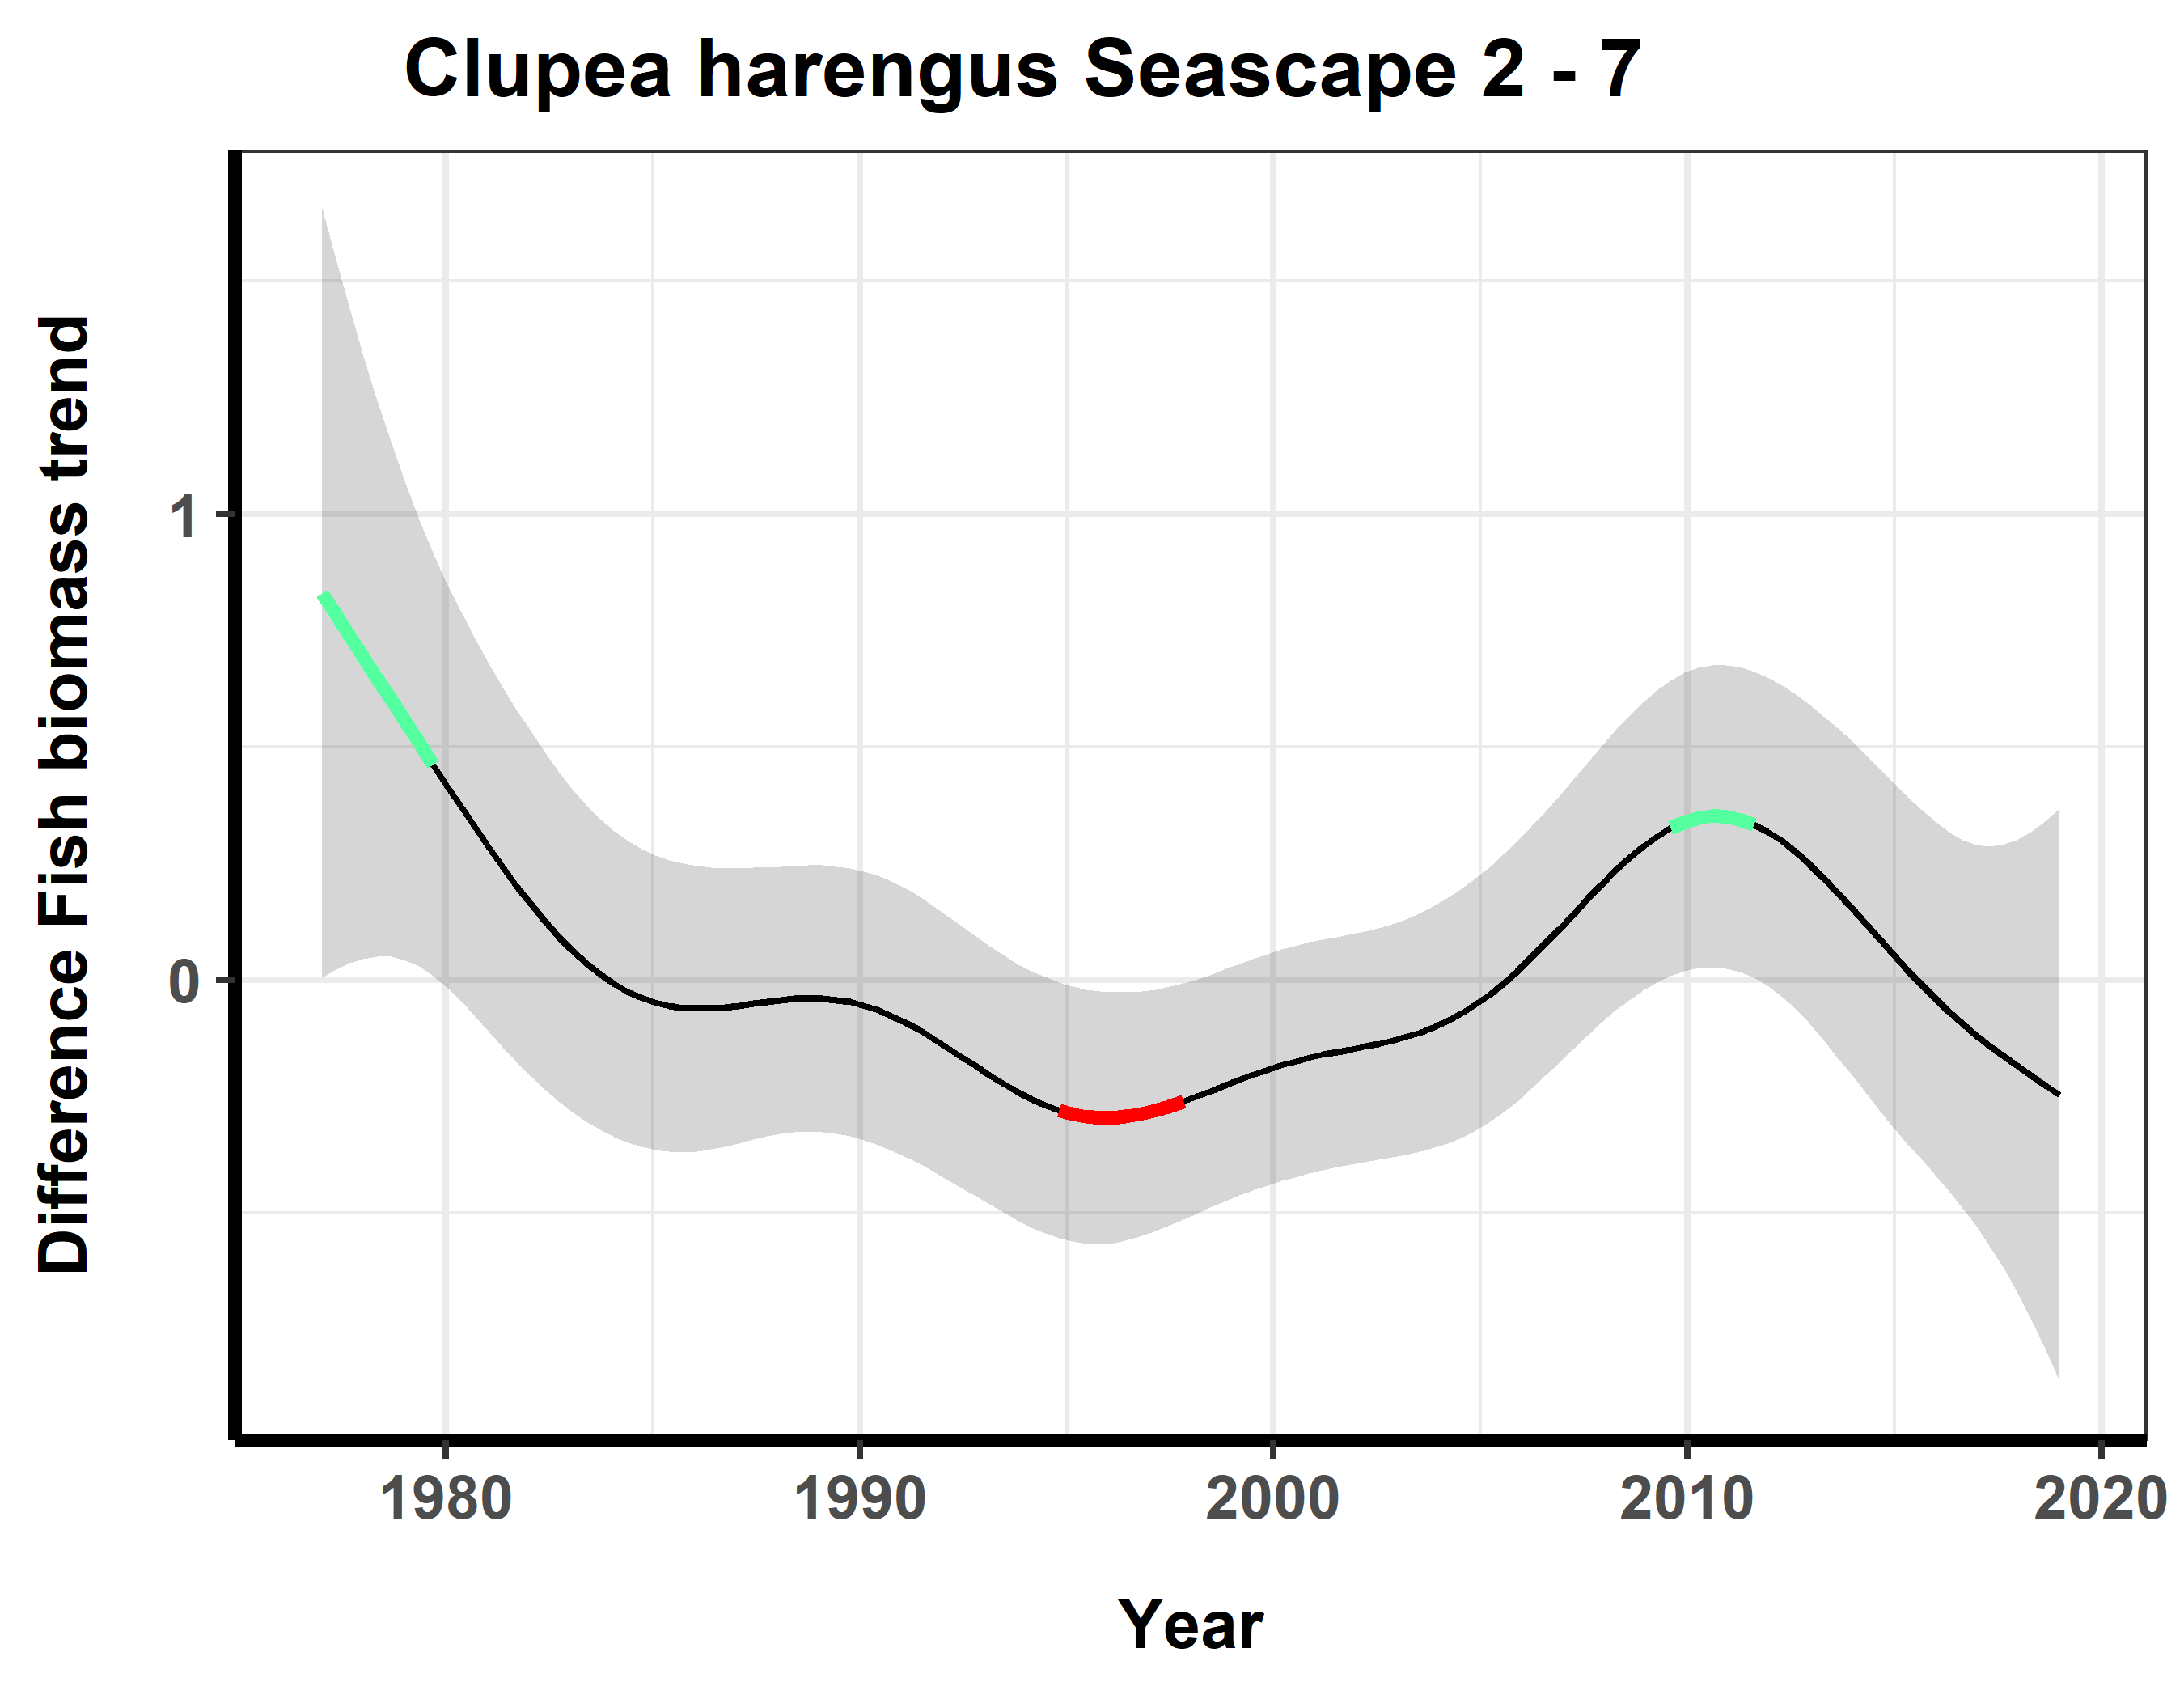 Clupea harengus Seascape 2 - 7
Difference Fish biomass trend
1
0
1980 1990 2000 2010 2020
Year